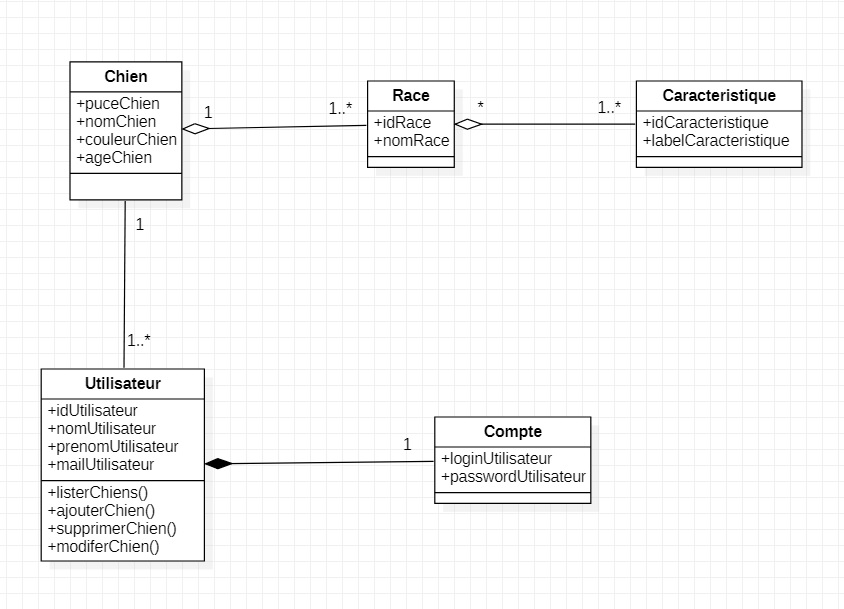 Chien
+puceChien
+nomChien
+couleurChien
+ageChien
1
1..*
Race
+idRace
+nomRace
*
1..*
Caracteristique
+idCaracteristique
+labelCaracteristique
1
1..*
Utilisateur
+idUtilisateur
+nomUtilisateur
+prenomUtilisateur
+mailUtilisateur
+listerChiens()
+ajouterChien()
+supprimerChien()
+modiferChien()
1
Compte
+loginUtilisateur
+passwordUtilisateur